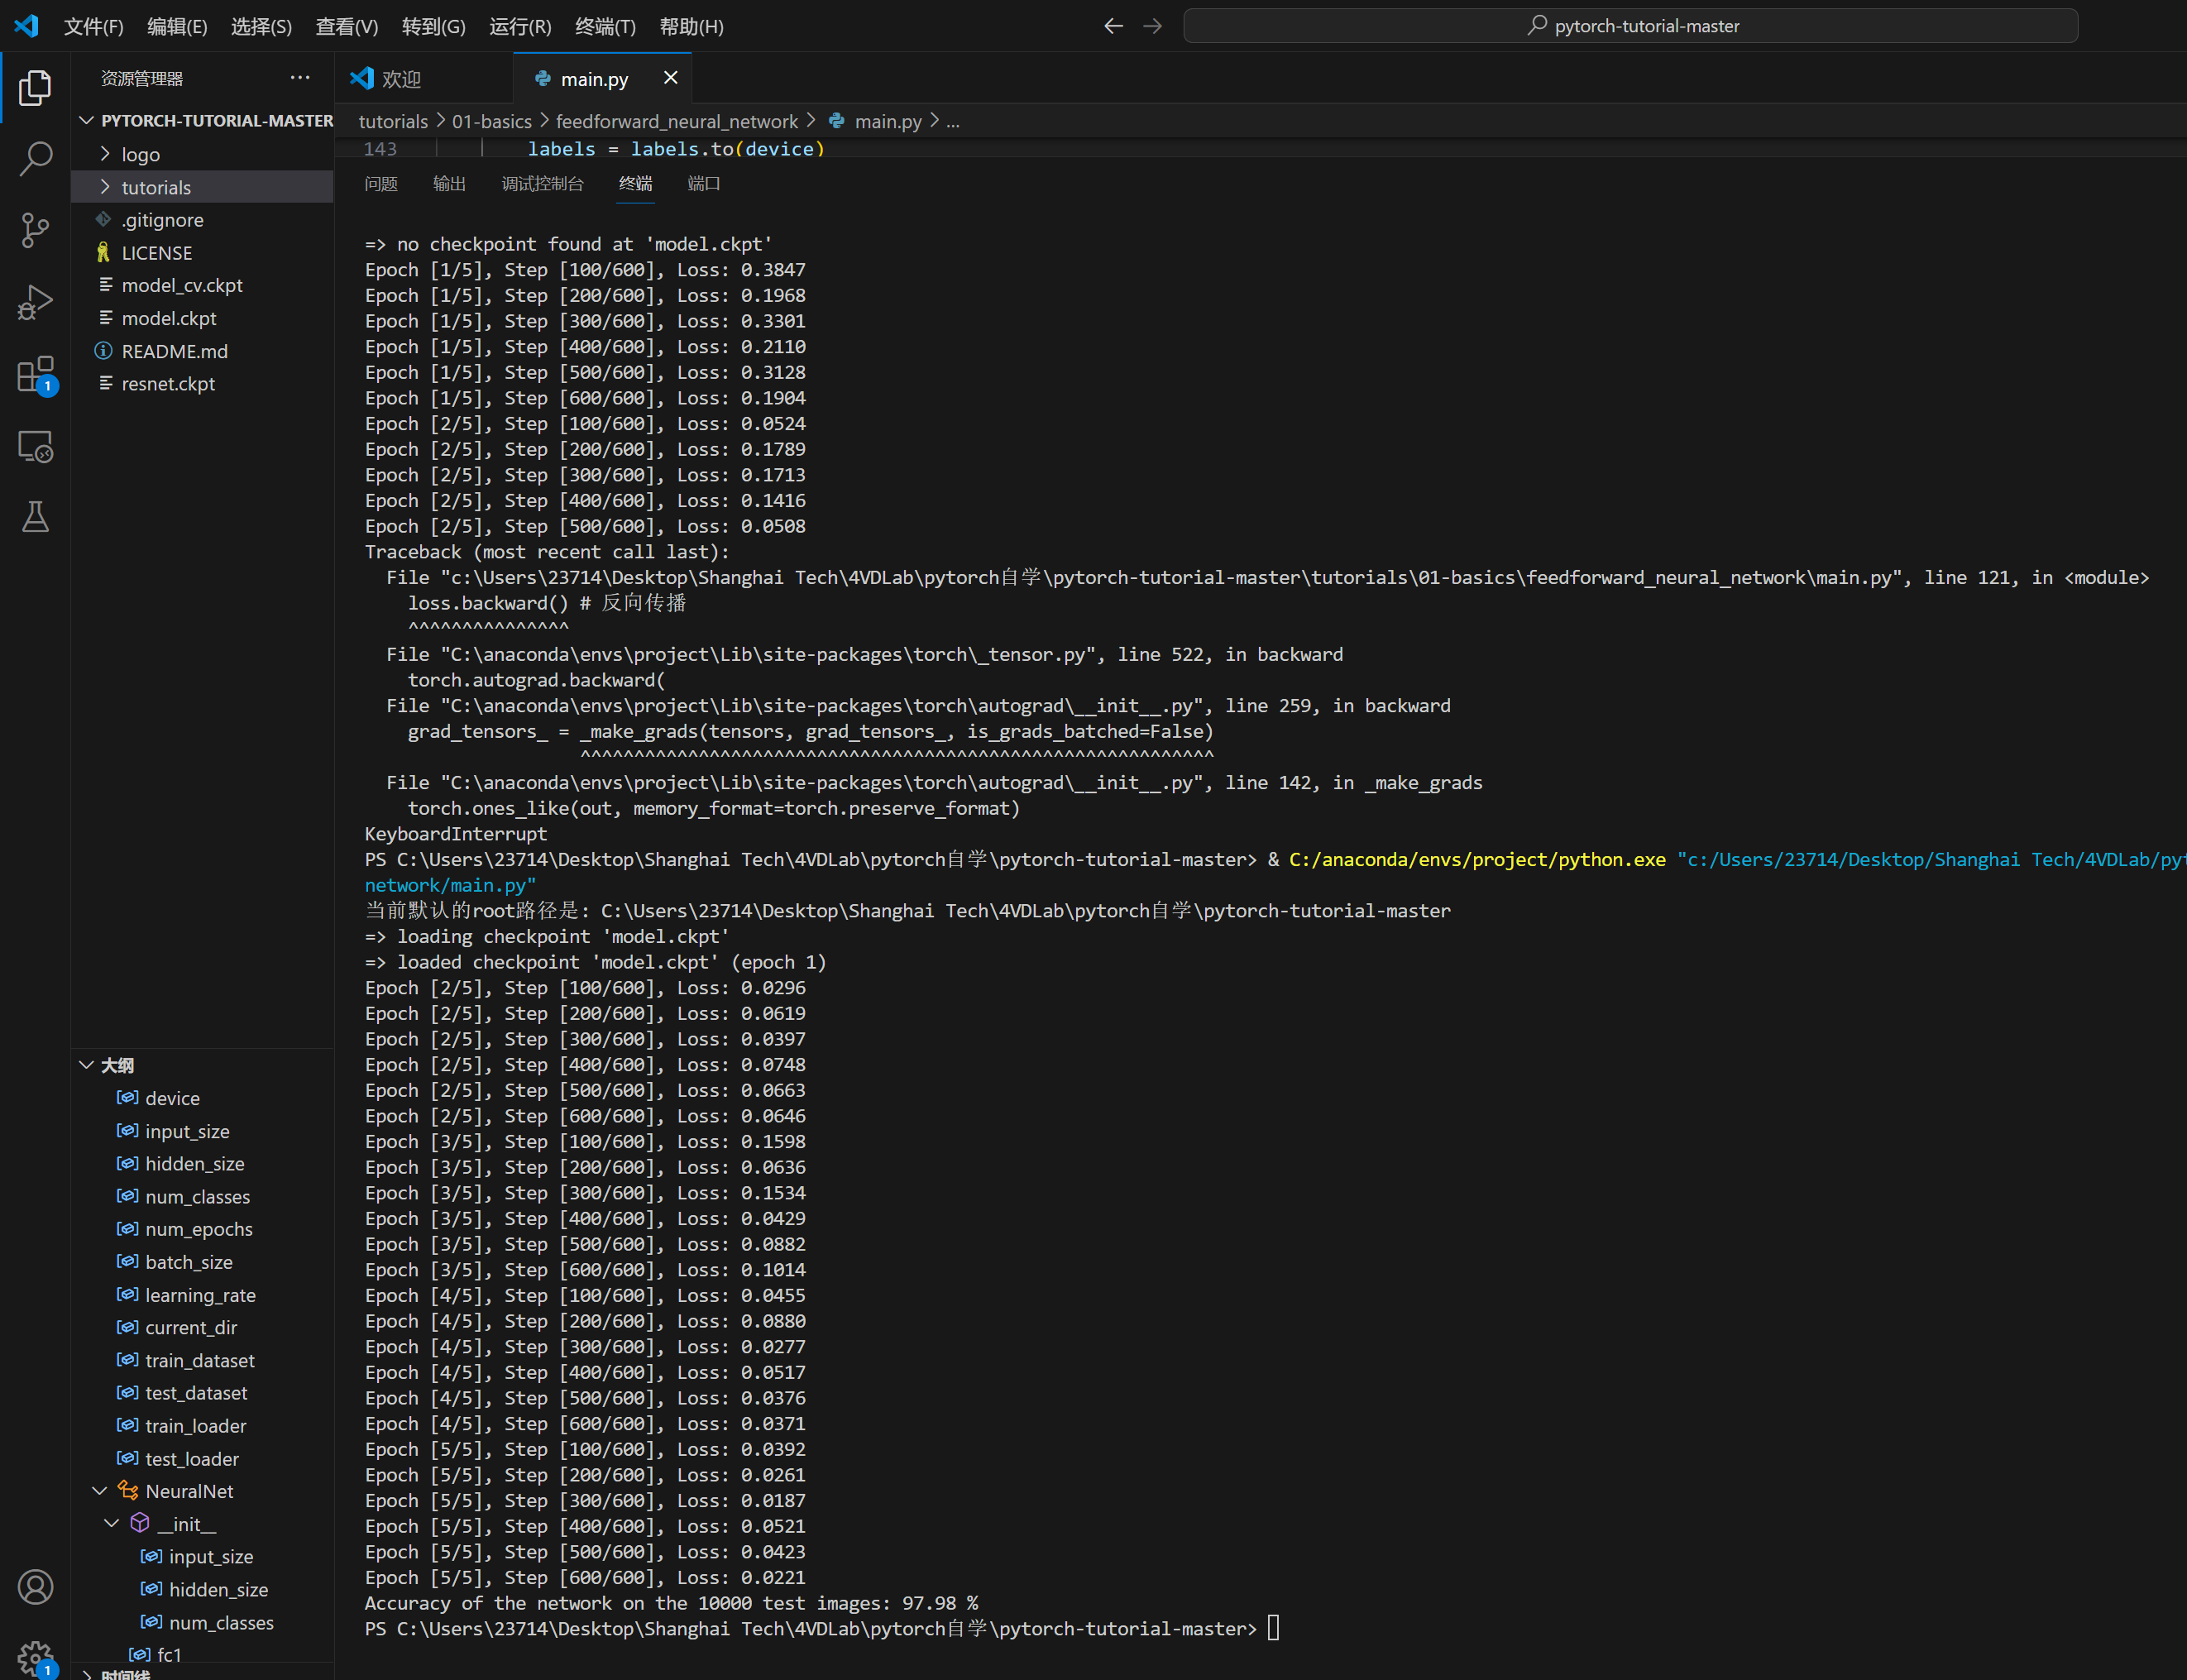 文件(F) 编辑(E) 选择(S) 查看(V) 转到(G) 运行(R) 终端(T) 帮助(H)
pytorch-tutorial-master
资源管理器
PYTORCH-TUTORIAL-MASTER
logo
tutorials
.gitignore
LICENSE
model_cv.ckpt
model.ckpt
README.md
resnet.ckpt
1
大纲
device
input_size
hidden_size
num_classes
num_epochs
batch_size
learning_rate
current_dir
train_dataset
test_dataset
train_loader
test_loader
NeuralNet
__init__
input_size
hidden_size
num_classes
fc1
时间线
1
欢迎 main.py
tutorials > 01-basics > feedforward_neural_network > main.py > ...
143 labels = labels.to(device)
问题 输出 调试控制台 终端 端口
=> no checkpoint found at 'model.ckpt'
Epoch [1/5], Step [100/600], Loss: 0.3847
Epoch [1/5], Step [200/600], Loss: 0.1968
Epoch [1/5], Step [300/600], Loss: 0.3301
Epoch [1/5], Step [400/600], Loss: 0.2110
Epoch [1/5], Step [500/600], Loss: 0.3128
Epoch [1/5], Step [600/600], Loss: 0.1904
Epoch [2/5], Step [100/600], Loss: 0.0524
Epoch [2/5], Step [200/600], Loss: 0.1789
Epoch [2/5], Step [300/600], Loss: 0.1713
Epoch [2/5], Step [400/600], Loss: 0.1416
Epoch [2/5], Step [500/600], Loss: 0.0508
Traceback (most recent call last):
File "c:\Users\23714\Desktop\Shanghai Tech\4VDLab\pytorch自学\pytorch-tutorial-master\tutorials\01-basics\feedforward_neural_network\main.py", line 121, in <module>
loss.backward() # 反向传播
^^^^^^^^^^^^^^^
File "C:\anaconda\envs\project\Lib\site-packages\torch\_tensor.py", line 522, in backward
torch.autograd.backward(
File "C:\anaconda\envs\project\Lib\site-packages\torch\autograd\__init__.py", line 259, in backward
grad_tensors_ = _make_grads(tensors, grad_tensors_, is_grads_batched=False)
^^^^^^^^^^^^^^^^^^^^^^^^^^^^^^^^^^^^^^^^^^^^^^^^^^^^^^^^^^^
File "C:\anaconda\envs\project\Lib\site-packages\torch\autograd\__init__.py", line 142, in _make_grads
torch.ones_like(out, memory_format=torch.preserve_format)
KeyboardInterrupt
PS C:\Users\23714\Desktop\Shanghai Tech\4VDLab\pytorch自学\pytorch-tutorial-master> & C:/anaconda/envs/project/python.exe "c:/Users/23714/Desktop/Shanghai Tech/4VDLab/pyt
network/main.py"
当前默认的root路径是: C:\Users\23714\Desktop\Shanghai Tech\4VDLab\pytorch自学\pytorch-tutorial-master
=> loading checkpoint 'model.ckpt'
=> loaded checkpoint 'model.ckpt' (epoch 1)
Epoch [2/5], Step [100/600], Loss: 0.0296
Epoch [2/5], Step [200/600], Loss: 0.0619
Epoch [2/5], Step [300/600], Loss: 0.0397
Epoch [2/5], Step [400/600], Loss: 0.0748
Epoch [2/5], Step [500/600], Loss: 0.0663
Epoch [2/5], Step [600/600], Loss: 0.0646
Epoch [3/5], Step [100/600], Loss: 0.1598
Epoch [3/5], Step [200/600], Loss: 0.0636
Epoch [3/5], Step [300/600], Loss: 0.1534
Epoch [3/5], Step [400/600], Loss: 0.0429
Epoch [3/5], Step [500/600], Loss: 0.0882
Epoch [3/5], Step [600/600], Loss: 0.1014
Epoch [4/5], Step [100/600], Loss: 0.0455
Epoch [4/5], Step [200/600], Loss: 0.0880
Epoch [4/5], Step [300/600], Loss: 0.0277
Epoch [4/5], Step [400/600], Loss: 0.0517
Epoch [4/5], Step [500/600], Loss: 0.0376
Epoch [4/5], Step [600/600], Loss: 0.0371
Epoch [5/5], Step [100/600], Loss: 0.0392
Epoch [5/5], Step [200/600], Loss: 0.0261
Epoch [5/5], Step [300/600], Loss: 0.0187
Epoch [5/5], Step [400/600], Loss: 0.0521
Epoch [5/5], Step [500/600], Loss: 0.0423
Epoch [5/5], Step [600/600], Loss: 0.0221
Accuracy of the network on the 10000 test images: 97.98 %
PS C:\Users\23714\Desktop\Shanghai Tech\4VDLab\pytorch自学\pytorch-tutorial-master>